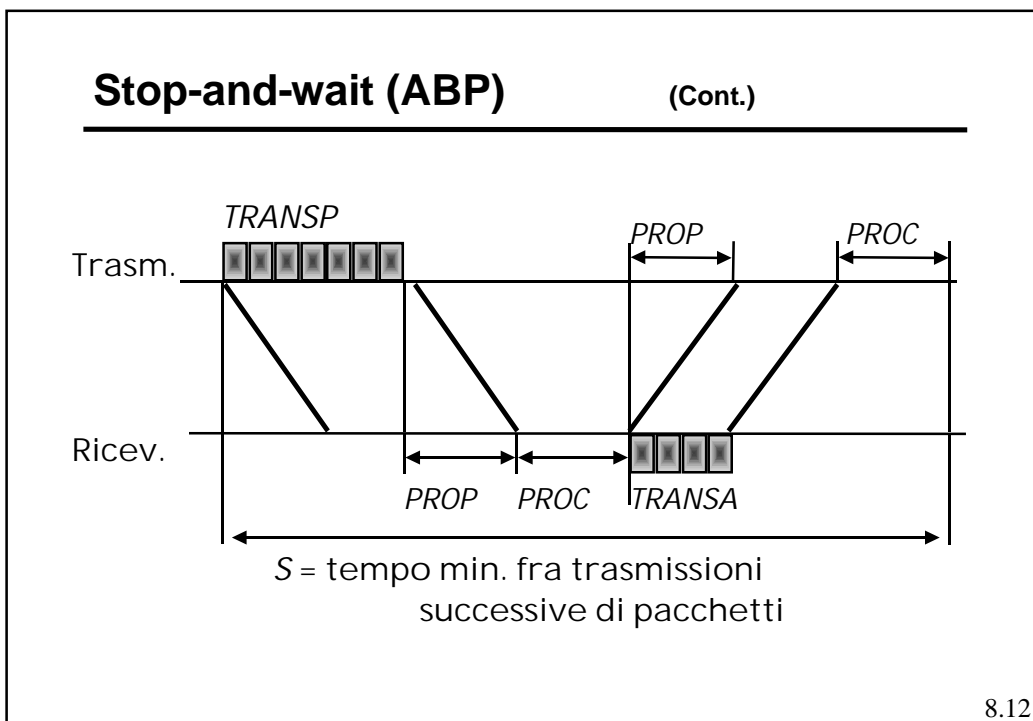 Stop-and-wait (ABP) (Cont.)
TRANSP
PROP PROC
Trasm.
Ricev.
PROP PROC TRANSA
S = tempo min. fra trasmissioni
successive di pacchetti
8.12